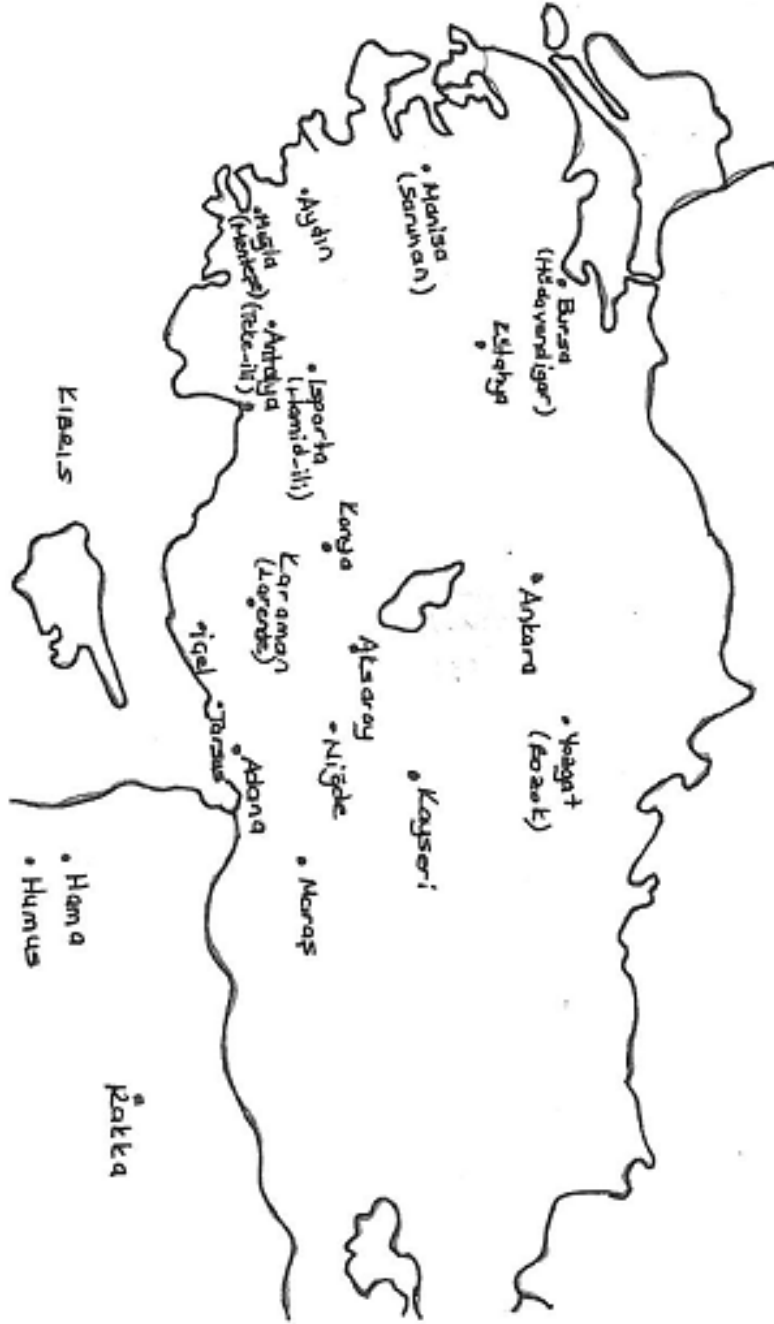 Bursa
(Hüdavendigar)
Kütahya
Manisa
(Saruhan)
Aydın
Muğla
(Menteşe)
Antalya
(Teke-ili)
Isparta
(Hamid-ili)
Ankara
Yozgat
(Bozok)
Konya
Aksaray
Kayseri
Karaman
(Larende)
Niğde
İçel
Tarsus
Adana
Maraş
KIBRIS
Hama
Humus
Rakka